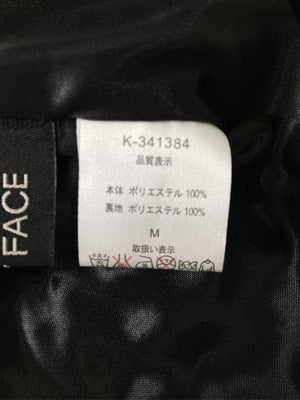 K-341384
品質表示
本体 ポリエステル 100%
裏地 ポリエステル 100%
M
取扱い表示
FACE